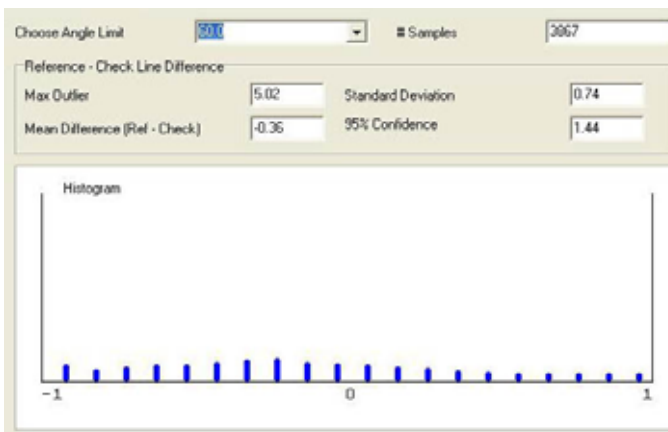 Choose Angle Limit 60.0 # Samples 3867
Reference - Check Line Difference
Max Outlier 5.02 Standard Deviation 0.74
Mean Difference (Ref - Check) -0.36 95% Confidence 1.44
Histogram
-1 0 1